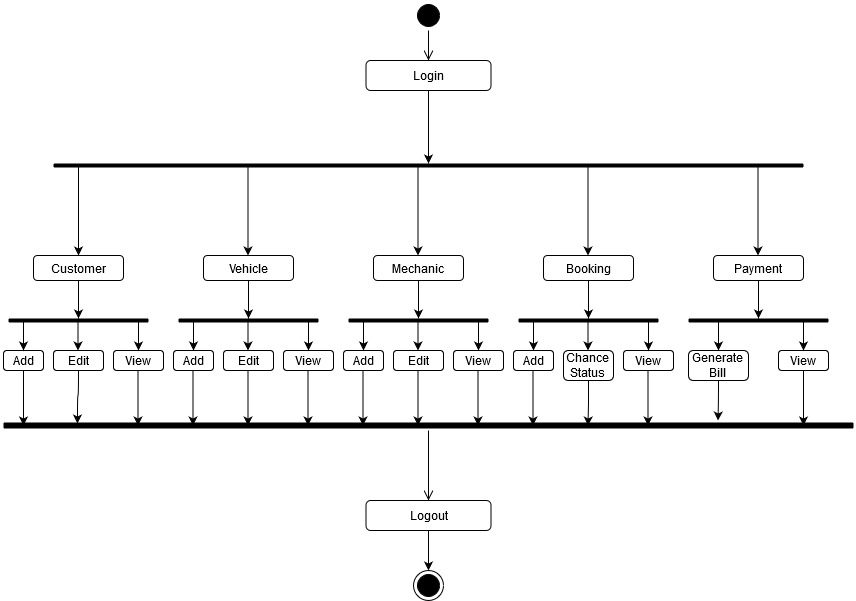 Login
Customer
Vehicle
Mechanic
Booking
Payment
Add
Edit
View
Add
Edit
View
Add
Edit
View
Add
Chance
Status
View
Generate
Bill
View
Logout